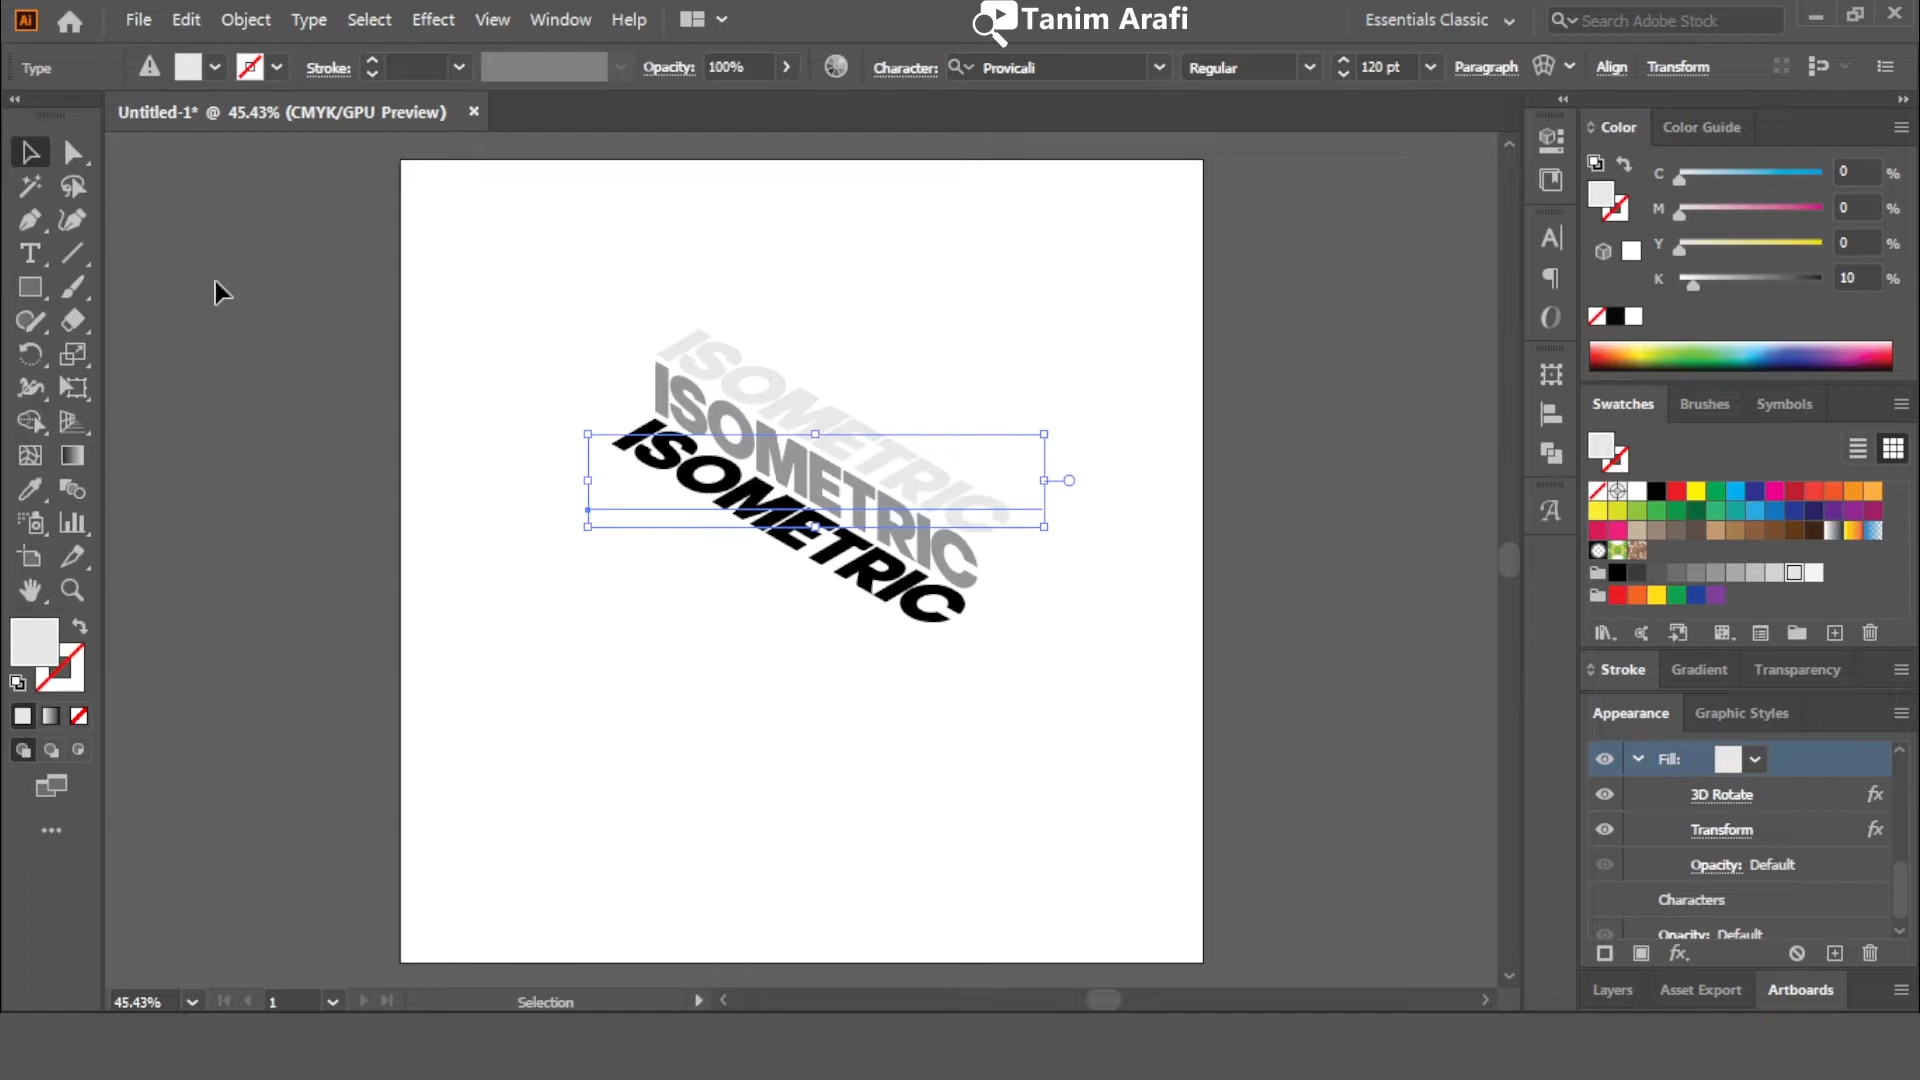 Ai File Edit Object Type Select Effect View Window Help Tanim Arafi Essentials Classic Search Adobe Stock
Type Stroke: Opacity: 100% Character: Provicali Regular 120 pt Paragraph Align Transform
Untitled-1* @ 45.43% (CMYK/GPU Preview)
Color Color Guide
C 0 %
M 0 %
Y 0 %
K 10 %
ISOMETRIC
ISOMETRIC
ISOMETRIC
Swatches Brushes Symbols
Stroke Gradient Transparency
Appearance Graphic Styles
Fill:
3D Rotate fx
Transform fx
Opacity: Default
Characters
Opacity: Default
fx
Layers Asset Export Artboards
45.43% 1 Selection